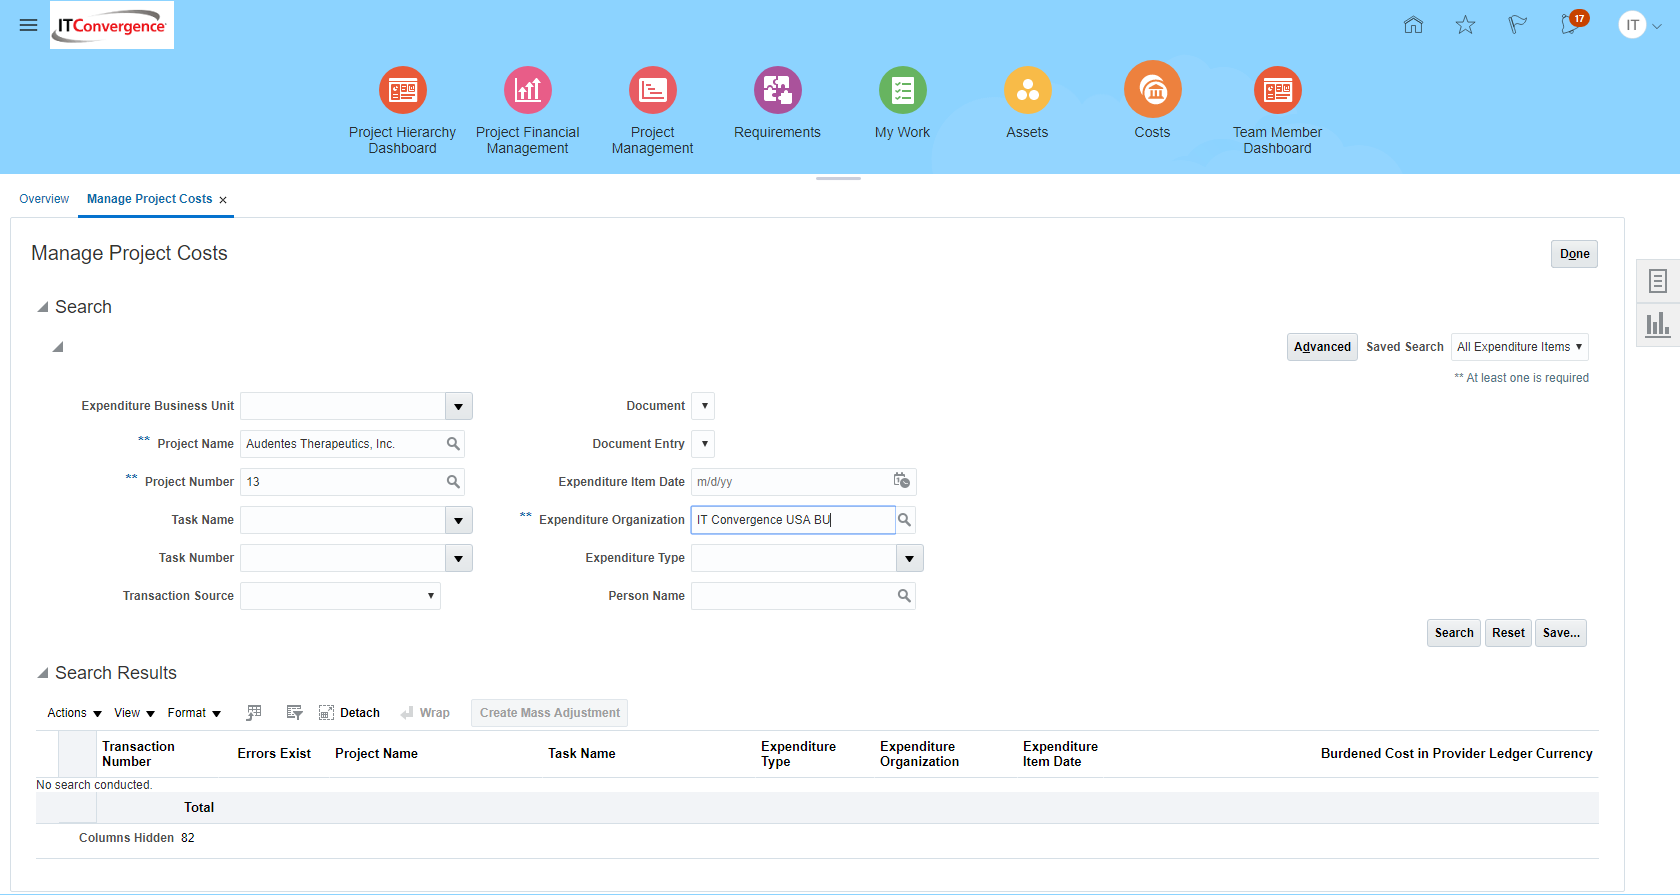 ITConvergence
17
IT
Project Hierarchy
Dashboard
Project Financial
Management
Project
Management
Requirements
My Work
Assets
Costs
Team Member
Dashboard
Overview
Manage Project Costs ×
Manage Project Costs
Done
Search
Advanced Saved Search All Expenditure Items
** At least one is required
Expenditure Business Unit
Document
** Project Name Audentes Therapeutics, Inc.
Document Entry
** Project Number 13
Expenditure Item Date m/d/yy
Task Name
** Expenditure Organization IT Convergence USA BU
Task Number
Expenditure Type
Transaction Source
Person Name
Search Reset Save...
Search Results
Actions View Format Detach Wrap Create Mass Adjustment
Transaction
Number
Errors Exist
Project Name
Task Name
Expenditure
Type
Expenditure
Organization
Expenditure
Item Date
Burdened Cost in Provider Ledger Currency
No search conducted.
Total
Columns Hidden 82